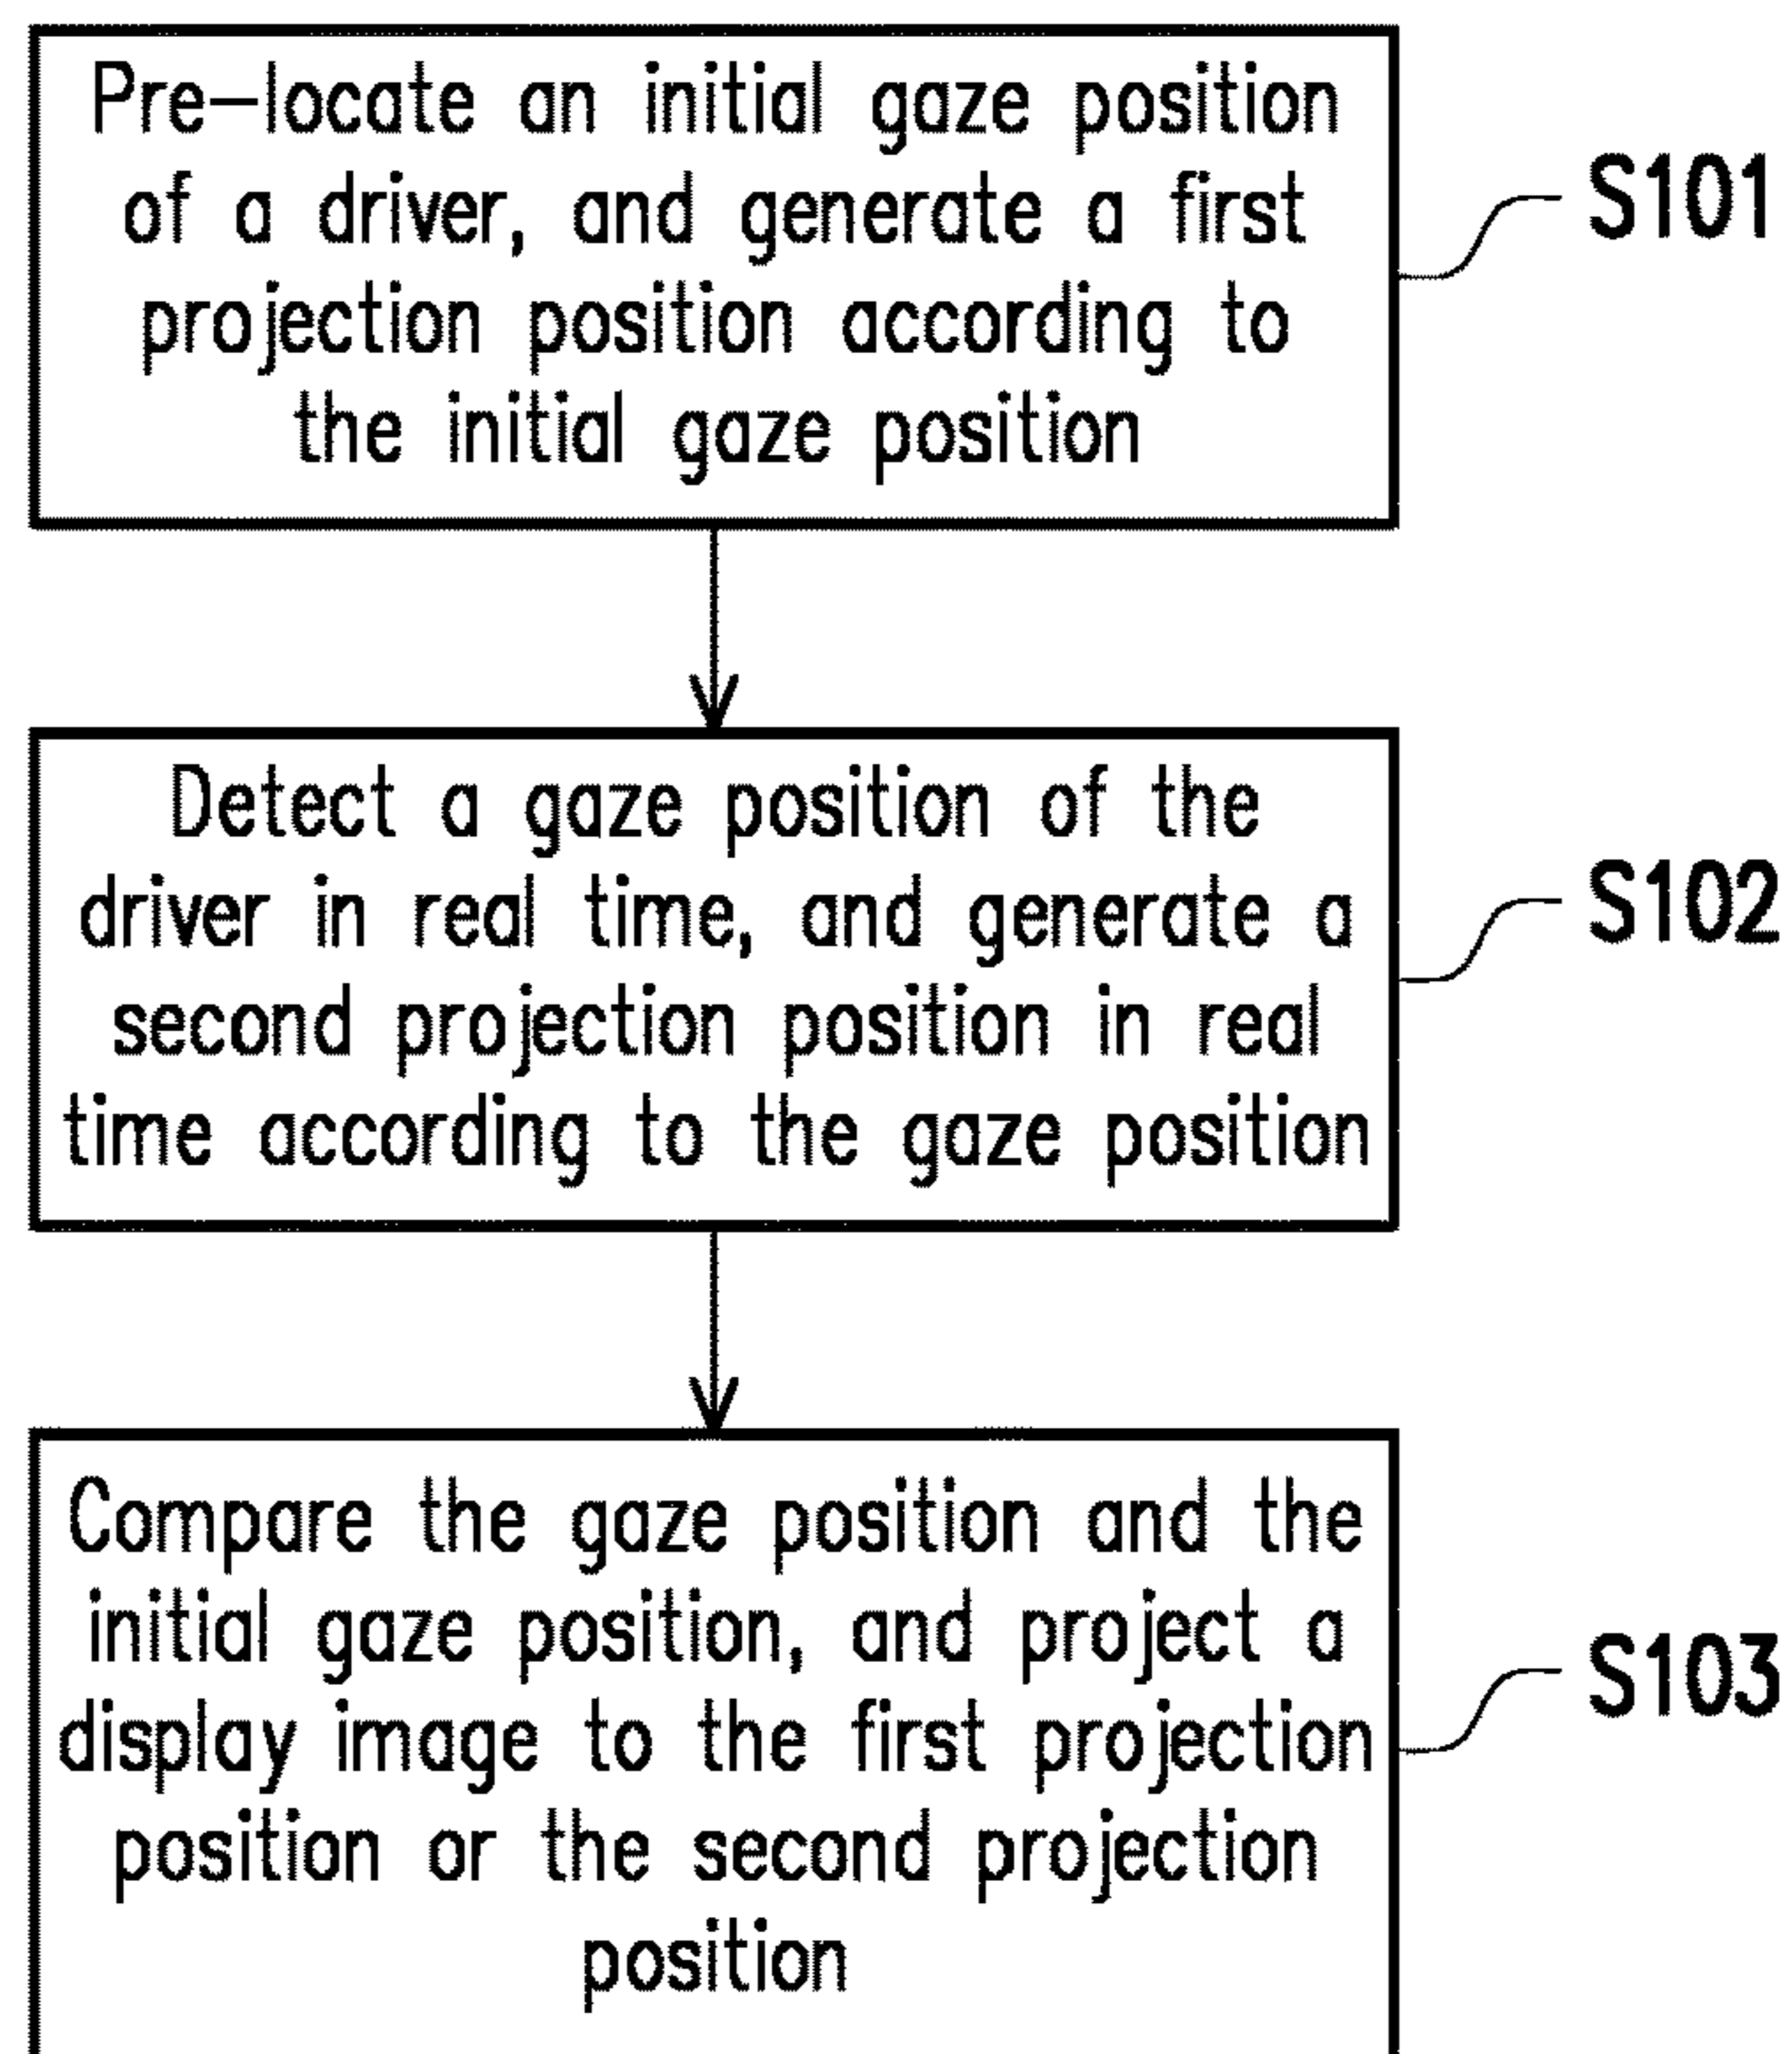 Pre-locate an initial gaze position
of a driver, and generate a first
projection position according to
the initial gaze position
S101
Detect a gaze position of the
driver in real time, and generate a
second projection position in real
time according to the gaze position
S102
Compare the gaze position and the
initial gaze position, and project a
display image to the first projection
position or the second projection
position
S103